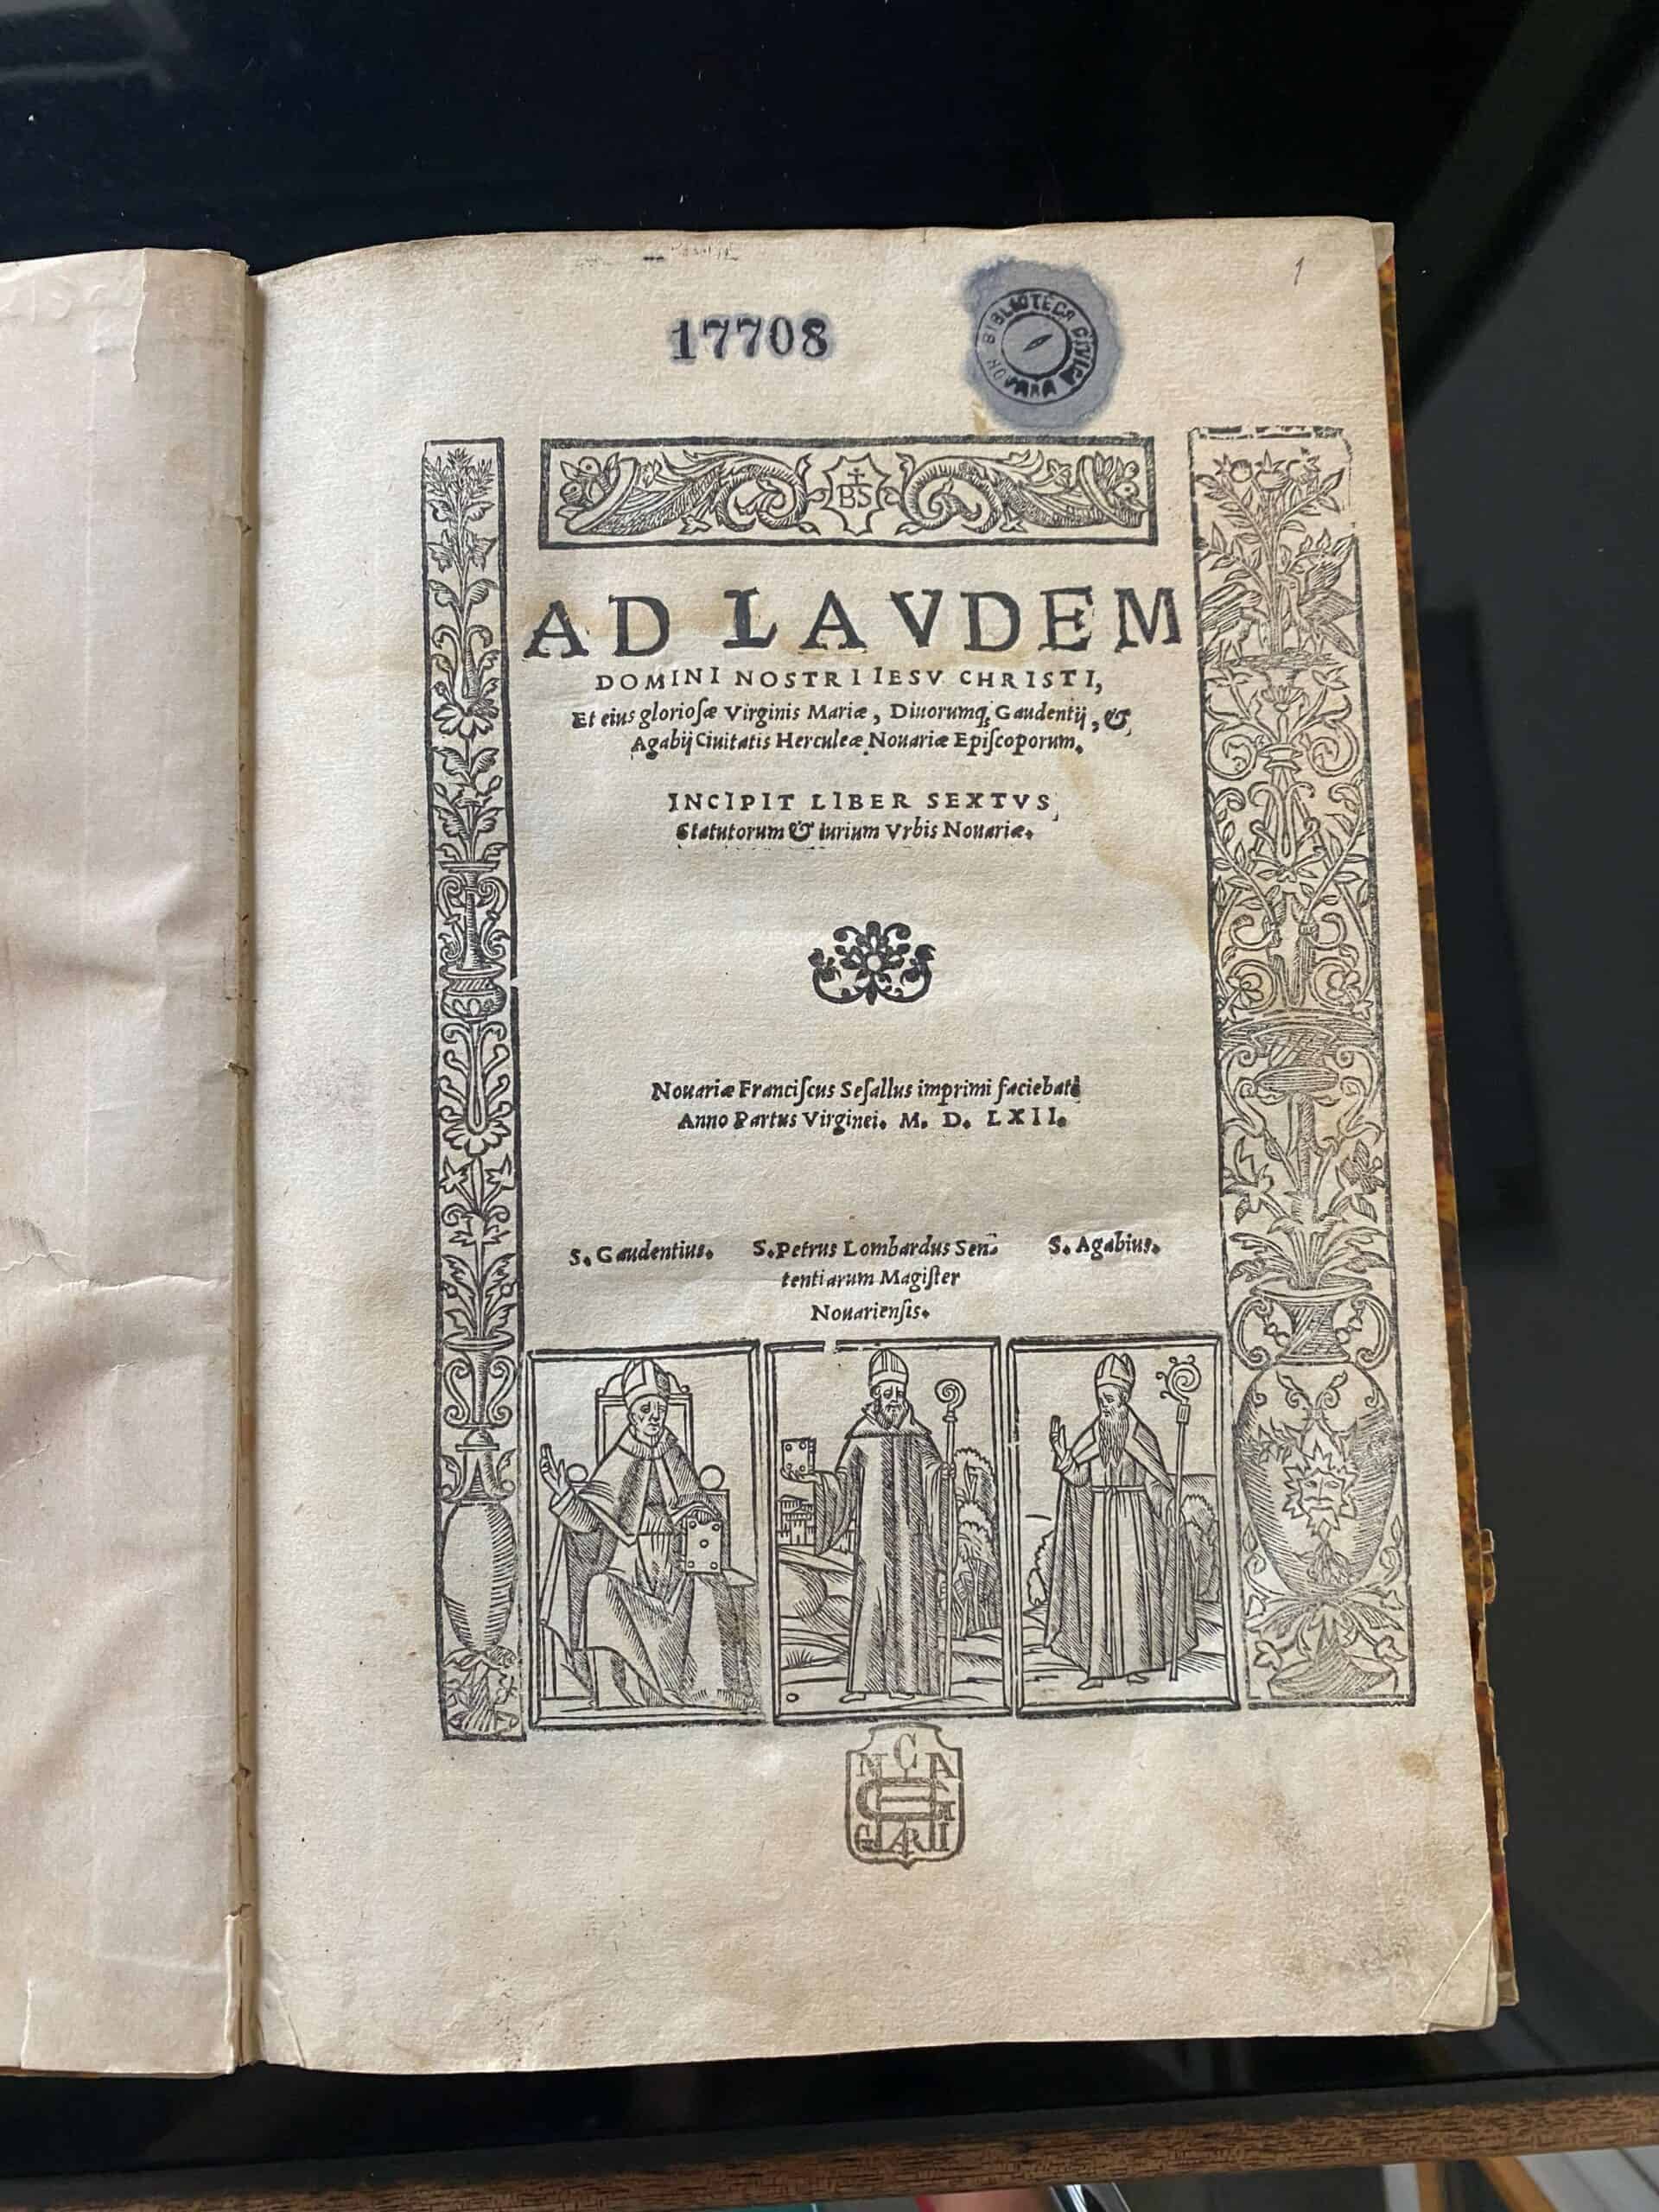 1
17708
BIBLIOTECA CIVICA
NOVARA
BS
AD LAVDEM
DOMINI NOSTRI IESV CHRISTI,
Et eius glorioſæ Virginis Mariæ, Diuorumq; Gaudentij, &
Agabij Ciuitatis Herculeæ Nouariæ Epiſcoporum.
INCIPIT LIBER SEXTVS
Statutorum & iurium Vrbis Nouariæ.
Nouariæ Franciſcus Seſallus imprimi faciebat
Anno Partus Virginei. M. D. LXII.
S. Gaudentius. S. Petrus Lombardus Sen- S. Agabius.
tentiarum Magiſter
Nouarienſis.